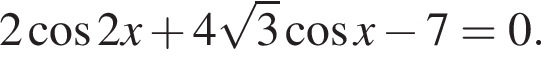 2 cos 2x + 4√3 cos x − 7 = 0.